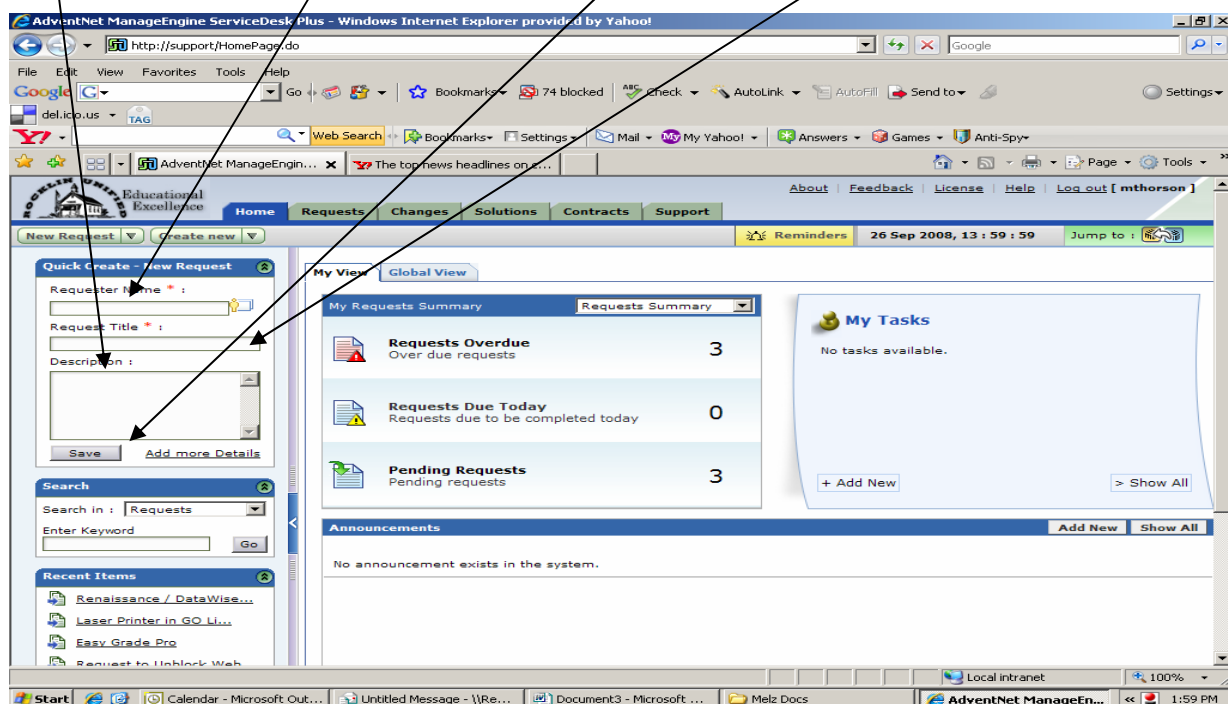 AdventNet ManageEngine ServiceDesk Plus - Windows Internet Explorer provided by Yahoo!
http://support/HomePage.do
Google
File Edit View Favorites Tools Help
Google G Go Bookmarks 74 blocked Check AutoLink AutoFill Send to Settings
del.icio.us TAG
Y! Web Search Bookmarks Settings Mail My Yahoo! Answers Games Anti-Spy
AdventNet ManageEngin... The top news headlines on Page Tools
ROCKLIN
Educational
Excellence
About | Feedback | License | Help | Log out [ mthorson ]
Home Requests Changes Solutions Contracts Support
New Request Create new Reminders 26 Sep 2008, 13 : 59 : 59 Jump to :
Quick Create - New Request
Requester Name * :
Request Title * :
Description :
Save Add more Details
Search
Search in : Requests
Enter Keyword
Go
Recent Items
Renaissance / DataWise...
Laser Printer in GO Li...
Easy Grade Pro
Request to Unblock Web
My View Global View
My Requests Summary Requests Summary
Requests Overdue
Over due requests 3
Requests Due Today
Requests due to be completed today 0
Pending Requests
Pending requests 3
My Tasks
No tasks available.
+ Add New > Show All
Announcements Add New Show All
No announcement exists in the system.
Local intranet 100%
Start Calendar - Microsoft Out... Untitled Message - \\Re... Document3 - Microsoft ... Melz Docs AdventNet ManageEn... 1:59 PM